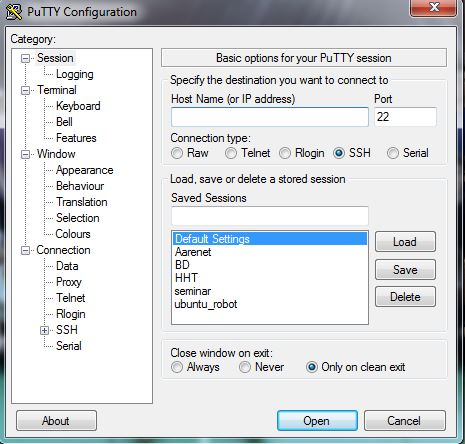 PuTTY Configuration
Category:
Session
Logging
Terminal
Keyboard
Bell
Features
Window
Appearance
Behaviour
Translation
Selection
Colours
Connection
Data
Proxy
Telnet
Rlogin
SSH
Serial
Basic options for your PuTTY session
Specify the destination you want to connect to
Host Name (or IP address) Port
22
Connection type:
Raw Telnet Rlogin SSH Serial
Load, save or delete a stored session
Saved Sessions
Default Settings
Aarenet
BD
HHT
seminar
ubuntu_robot
Load
Save
Delete
Close window on exit:
Always Never Only on clean exit
About Open Cancel